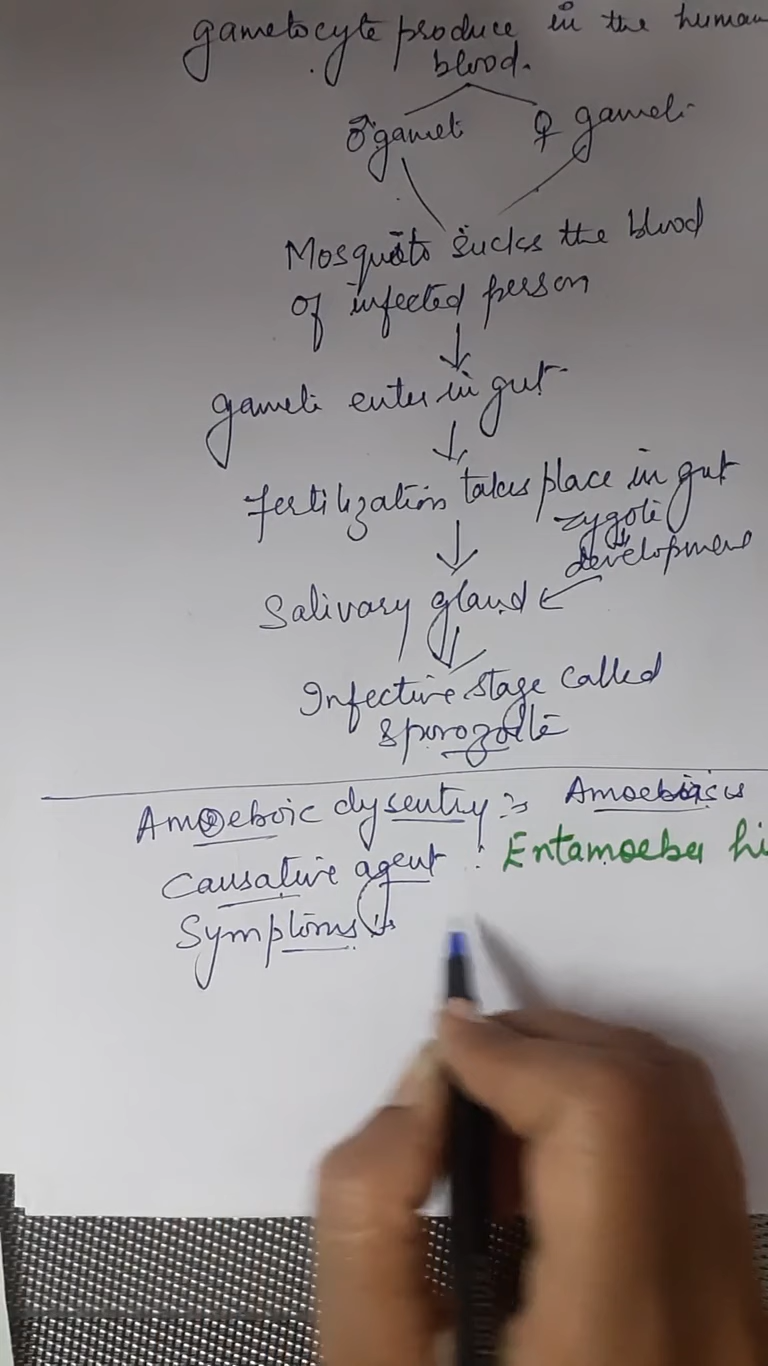 gametocyte produce in the human
blood.
♂ gamete ♀ gamete
Mosquito sucks the blood
of infected person
gamete enter in gut
fertilization takes place in gut
zygote
development
Salivary gland
Infective stage called
Sporozoite
Amoeboic dysentry :- Amoebiasis
Causative agent : Entamoeba hi
Symptoms :-